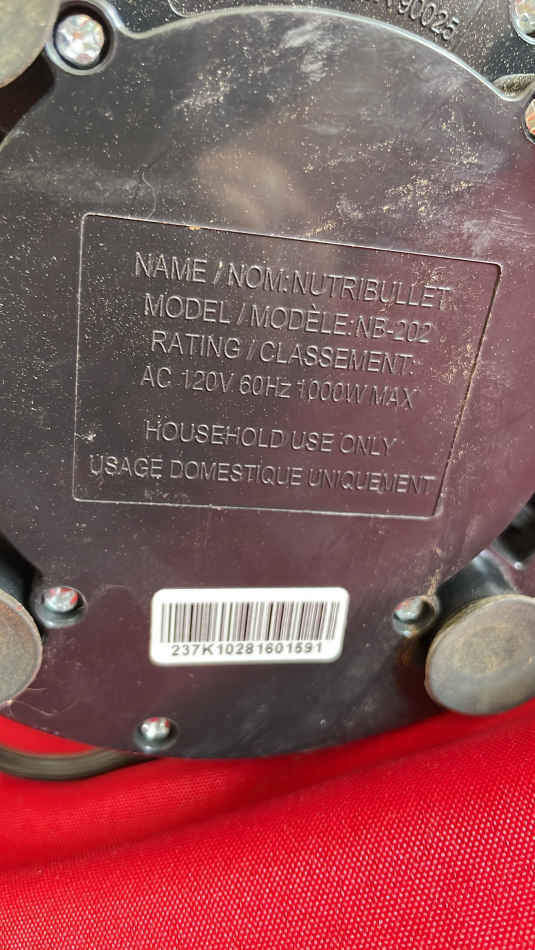 90025
NAME / NOM:NUTRIBULLET
MODEL / MODÈLE:NB-202
RATING / CLASSEMENT:
AC 120V 60Hz 1000W MAX
HOUSEHOLD USE ONLY
USAGE DOMESTIQUE UNIQUEMENT
237K10281601591